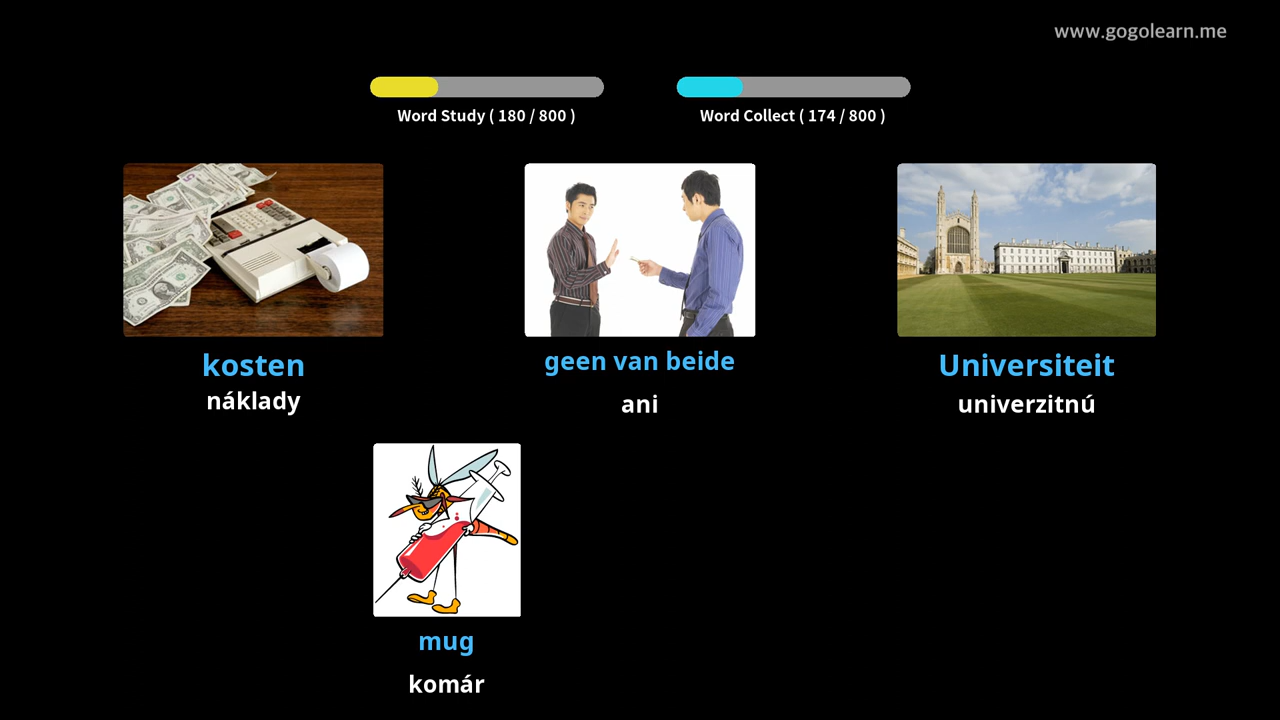 www.gogolearn.me
Word Study ( 180 / 800 )
Word Collect ( 174 / 800 )
kosten
náklady
geen van beide
ani
Universiteit
univerzitnú
mug
komár